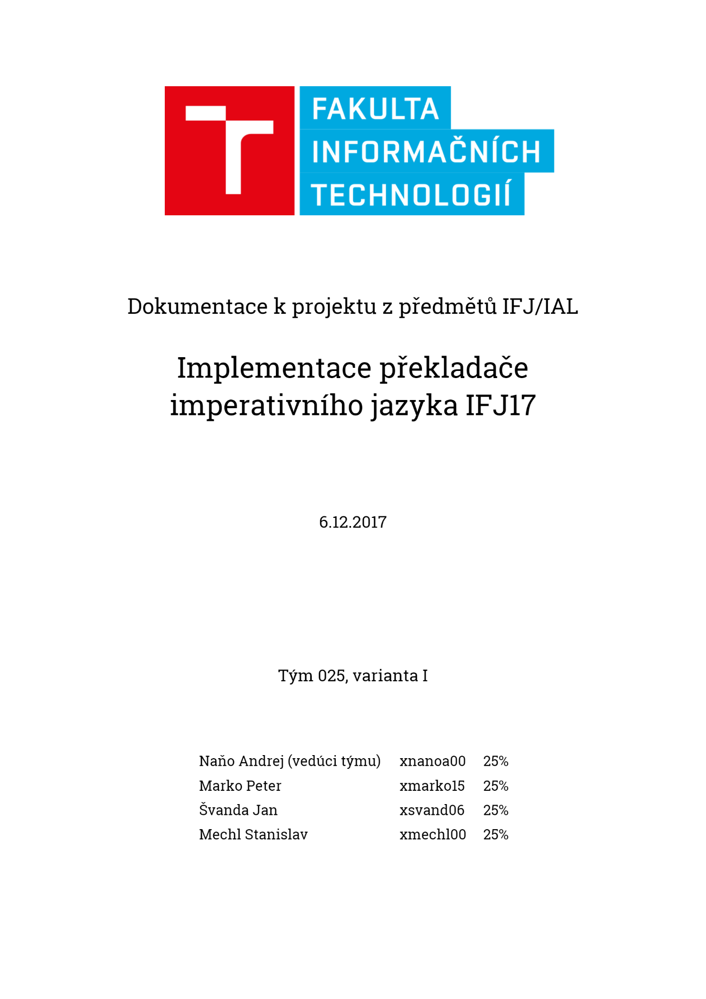 FAKULTA
INFORMAČNÍCH
TECHNOLOGIÍ
Dokumentace k projektu z předmětů IFJ/IAL
Implementace překladače
imperativního jazyka IFJ17
6.12.2017
Tým 025, varianta I
Naňo Andrej (vedúci týmu) xnanoa00 25%
Marko Peter xmarko15 25%
Švanda Jan xsvand06 25%
Mechl Stanislav xmechl00 25%